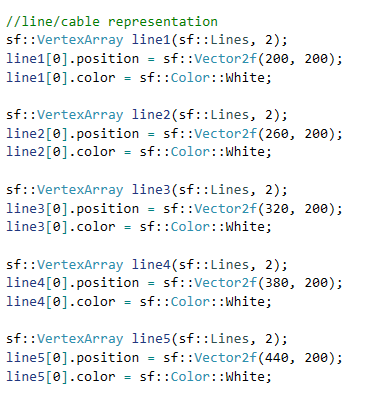 //line/cable representation
sf::VertexArray line1(sf::Lines, 2);
line1[0].position = sf::Vector2f(200, 200);
line1[0].color = sf::Color::White;
sf::VertexArray line2(sf::Lines, 2);
line2[0].position = sf::Vector2f(260, 200);
line2[0].color = sf::Color::White;
sf::VertexArray line3(sf::Lines, 2);
line3[0].position = sf::Vector2f(320, 200);
line3[0].color = sf::Color::White;
sf::VertexArray line4(sf::Lines, 2);
line4[0].position = sf::Vector2f(380, 200);
line4[0].color = sf::Color::White;
sf::VertexArray line5(sf::Lines, 2);
line5[0].position = sf::Vector2f(440, 200);
line5[0].color = sf::Color::White;